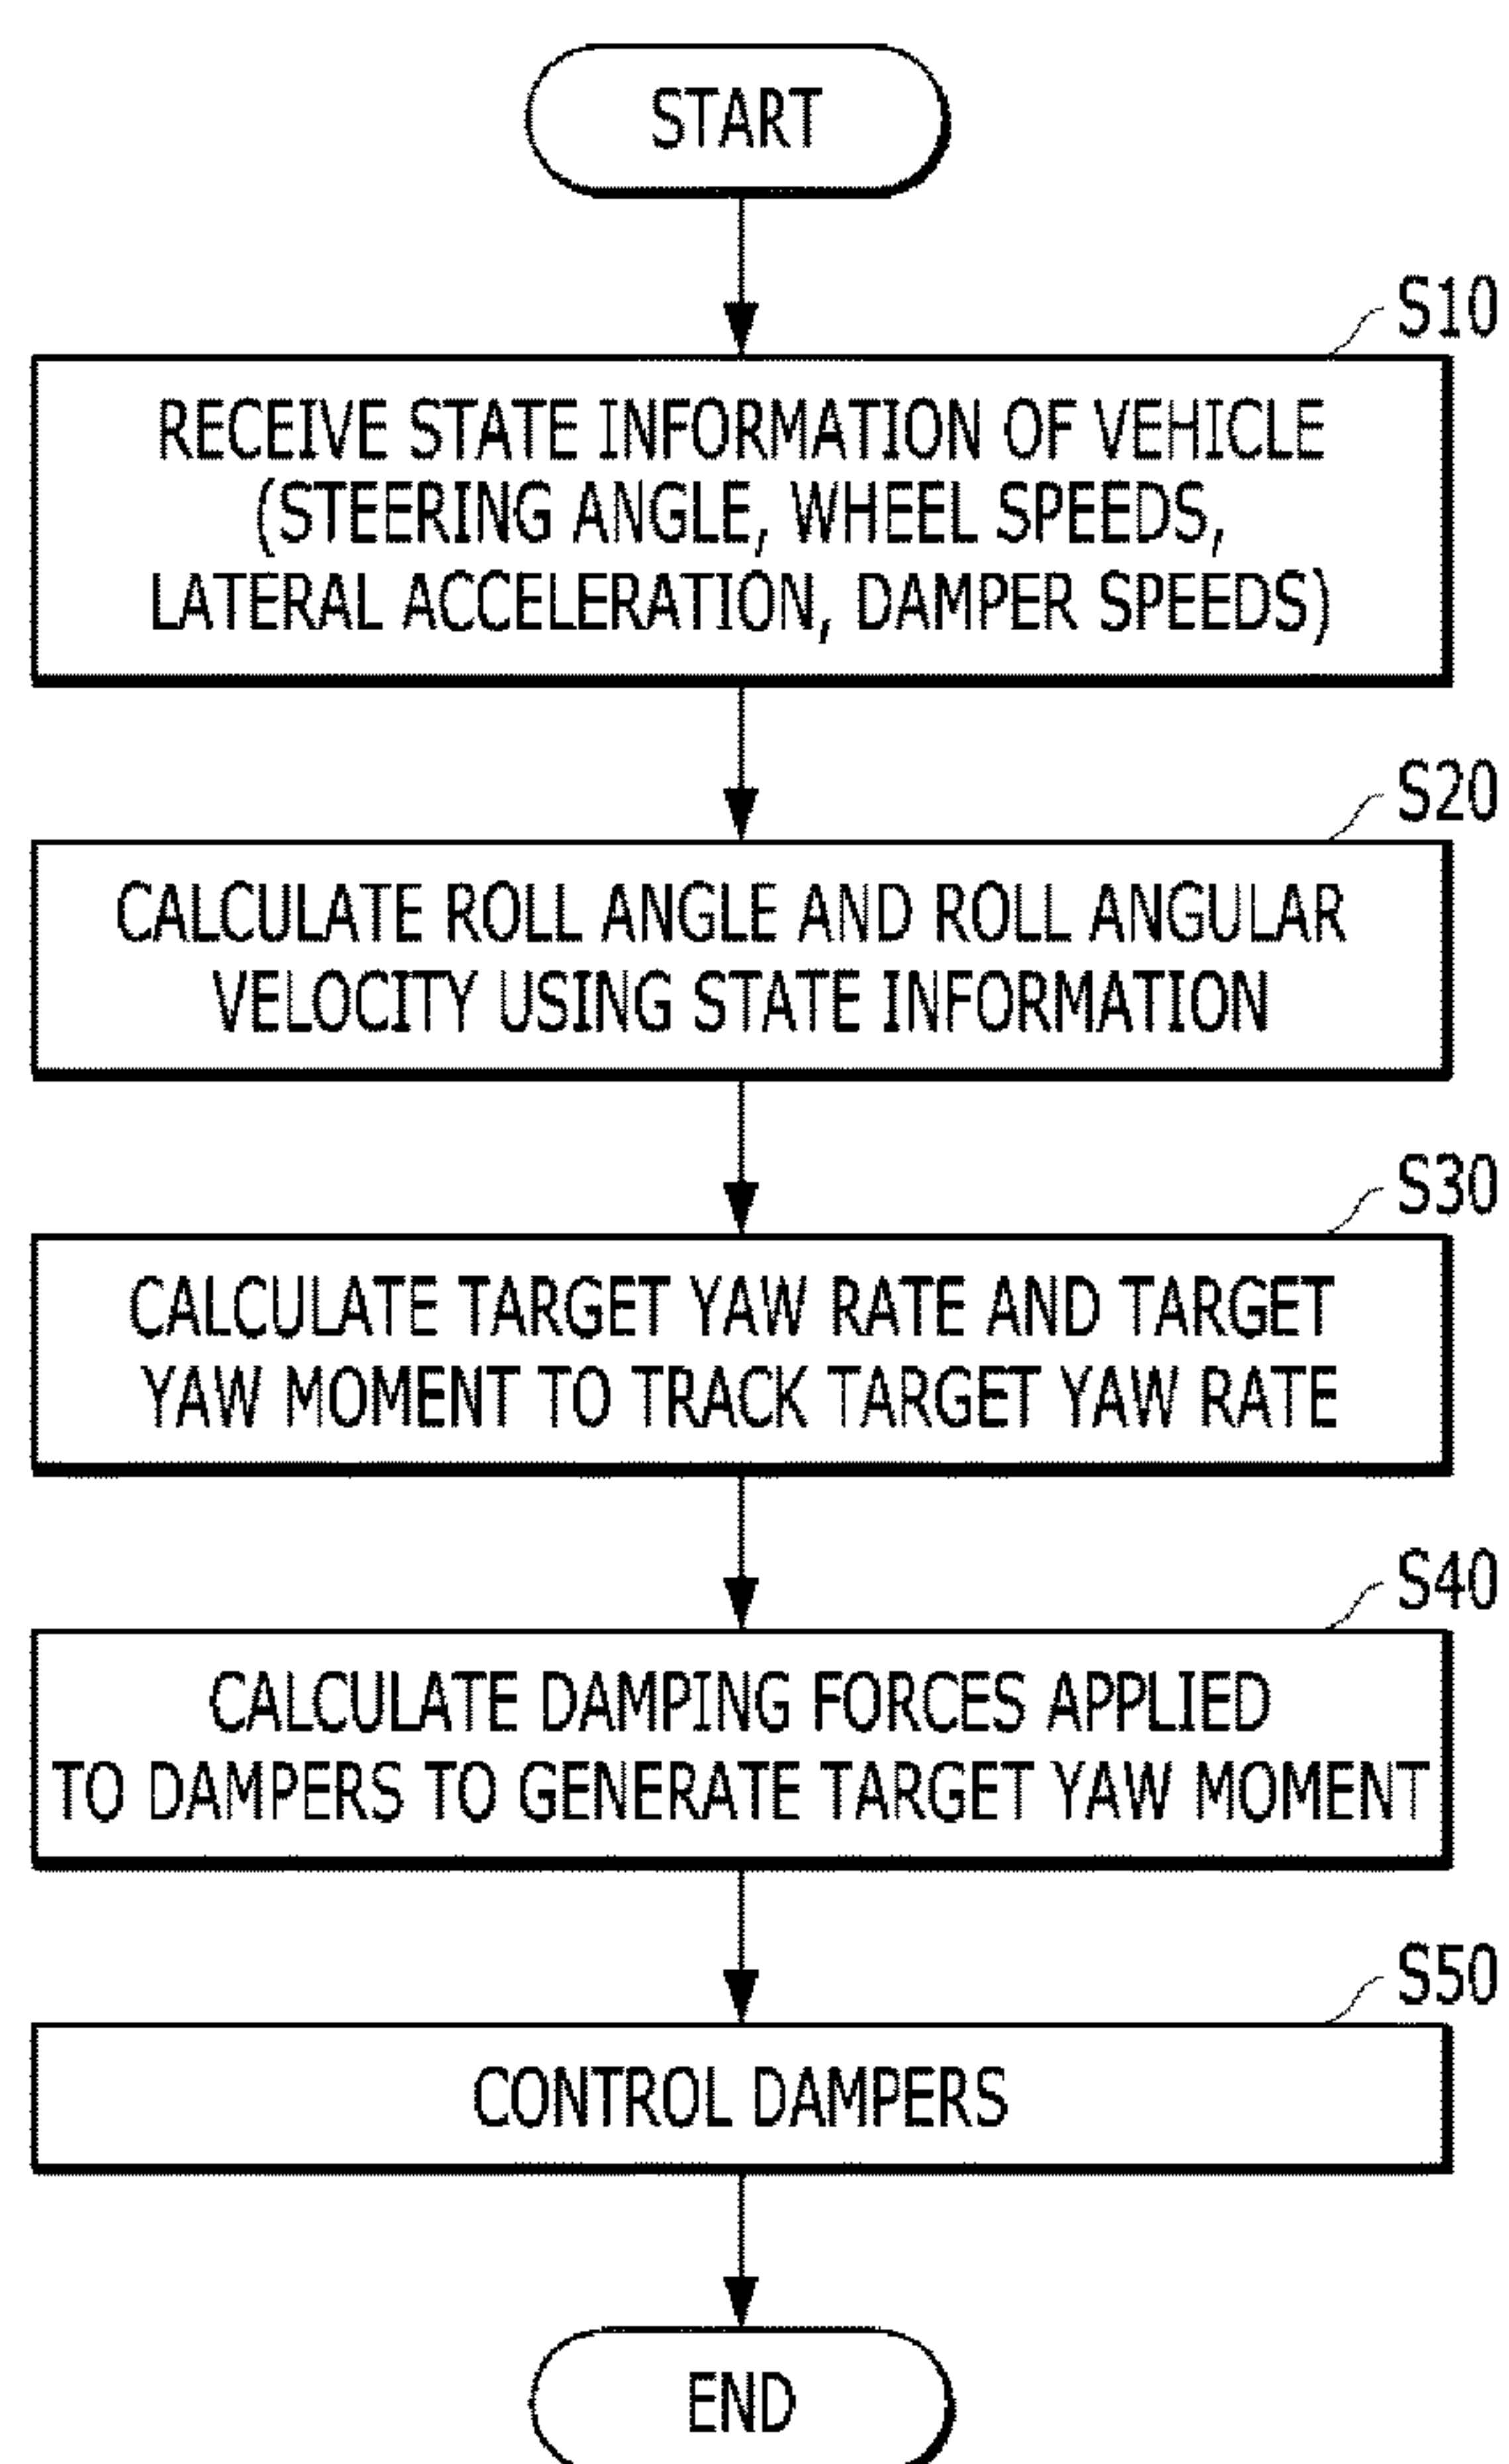 START
S10
RECEIVE STATE INFORMATION OF VEHICLE
(STEERING ANGLE, WHEEL SPEEDS,
LATERAL ACCELERATION, DAMPER SPEEDS)
S20
CALCULATE ROLL ANGLE AND ROLL ANGULAR
VELOCITY USING STATE INFORMATION
S30
CALCULATE TARGET YAW RATE AND TARGET
YAW MOMENT TO TRACK TARGET YAW RATE
S40
CALCULATE DAMPING FORCES APPLIED
TO DAMPERS TO GENERATE TARGET YAW MOMENT
S50
CONTROL DAMPERS
END